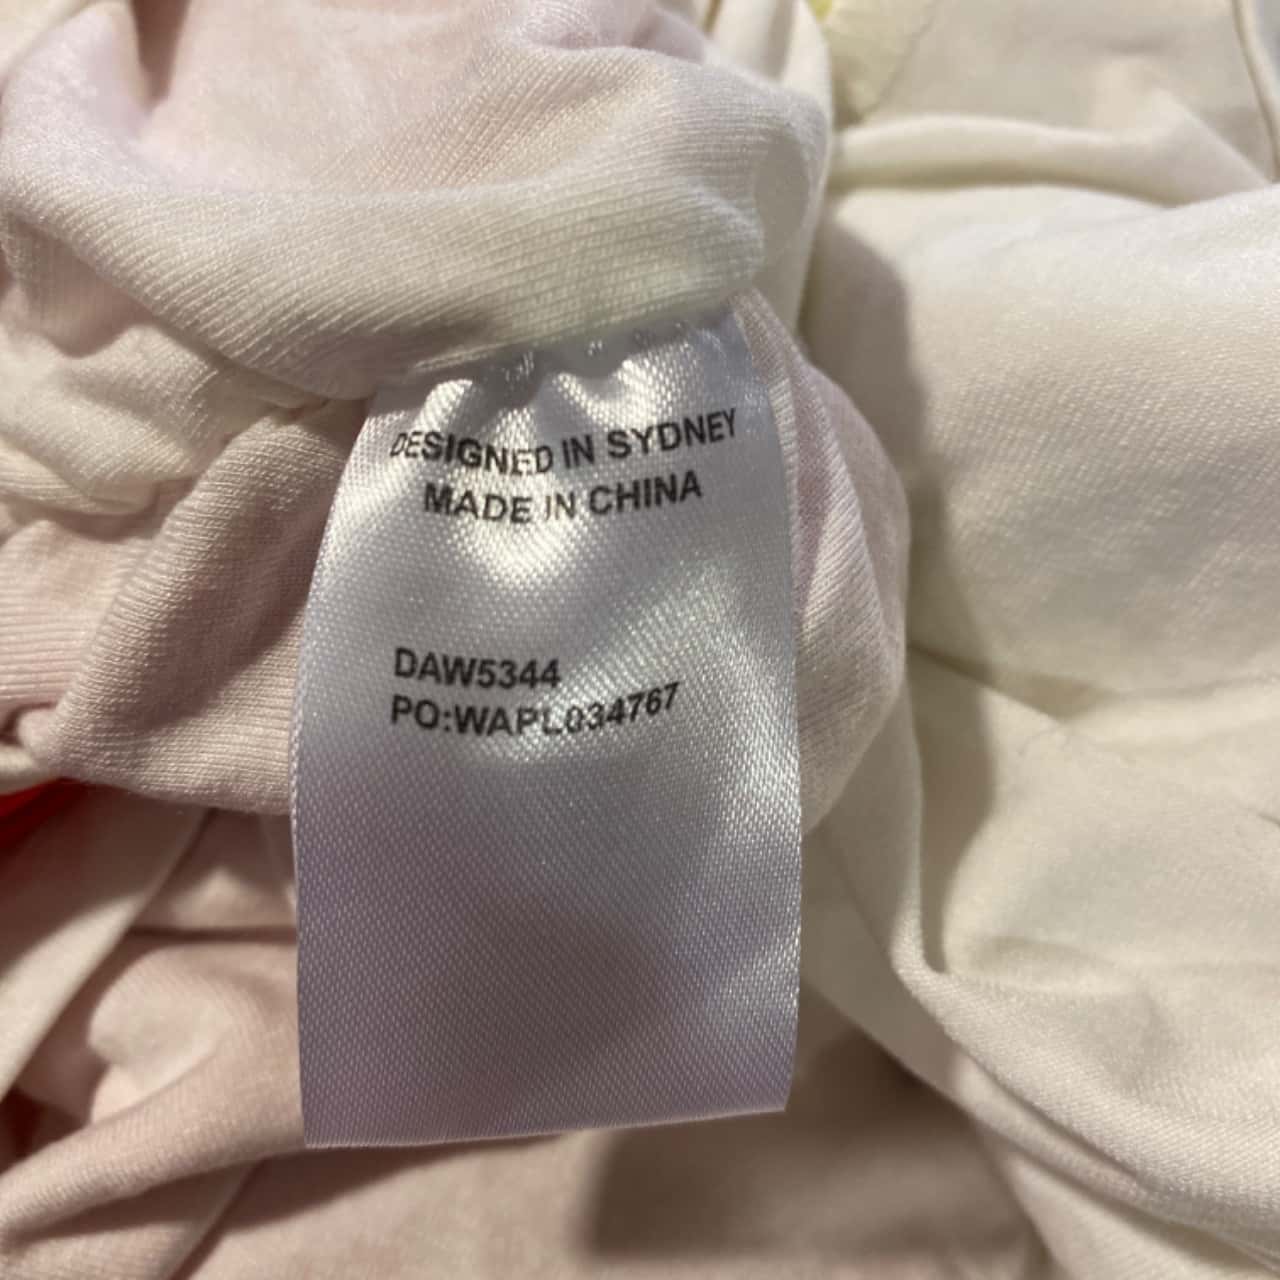 DESIGNED IN SYDNEY
MADE IN CHINA
DAW5344
PO:WAPL034767